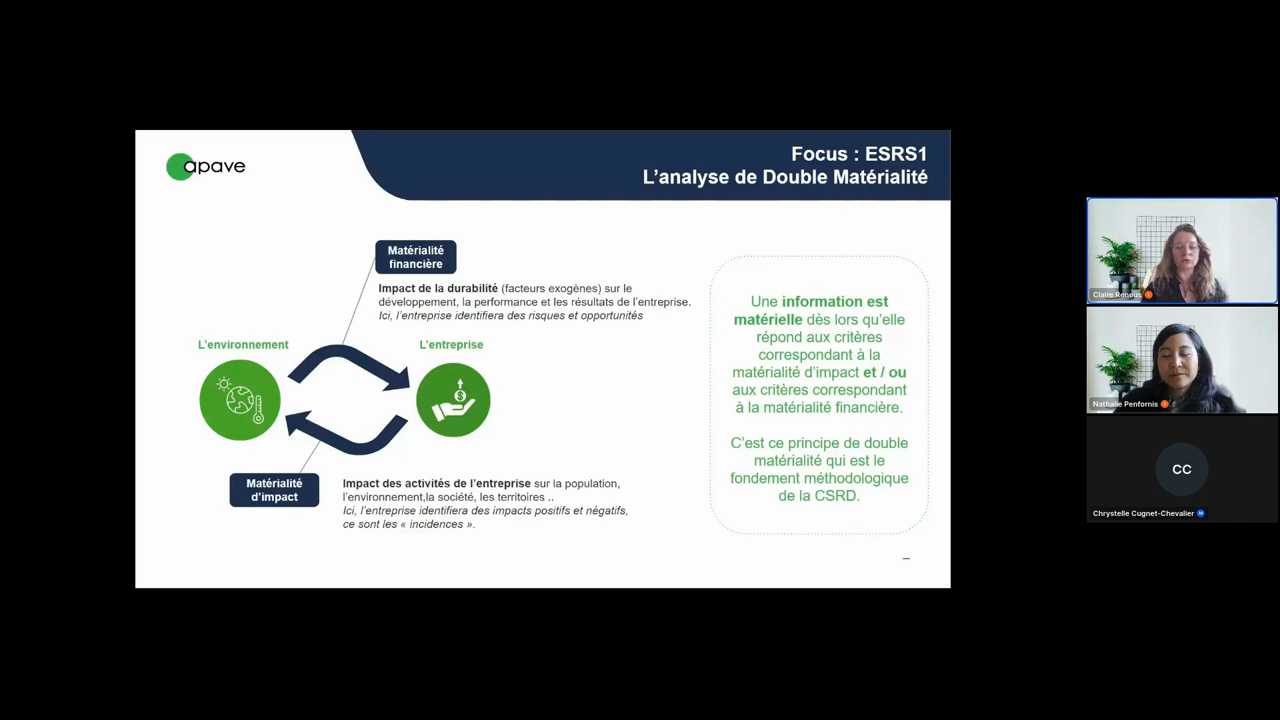 apave
Focus : ESRS1
L'analyse de Double Matérialité
Matérialité
financière
Impact de la durabilité (facteurs exogènes) sur le
développement, la performance et les résultats de l'entreprise.
Ici, l'entreprise identifiera des risques et opportunités
L'environnement
L'entreprise
Matérialité
d'impact
Impact des activités de l'entreprise sur la population,
l'environnement,la société, les territoires ..
Ici, l'entreprise identifiera des impacts positifs et négatifs,
ce sont les « incidences ».
Une information est
matérielle dès lors qu'elle
répond aux critères
correspondant à la
matérialité d'impact et / ou
aux critères correspondant
à la matérialité financière.
C'est ce principe de double
matérialité qui est le
fondement méthodologique
de la CSRD.
Claire Renous
Nathalie Penfornis
CC
Chrystelle Cugnet-Chevalier